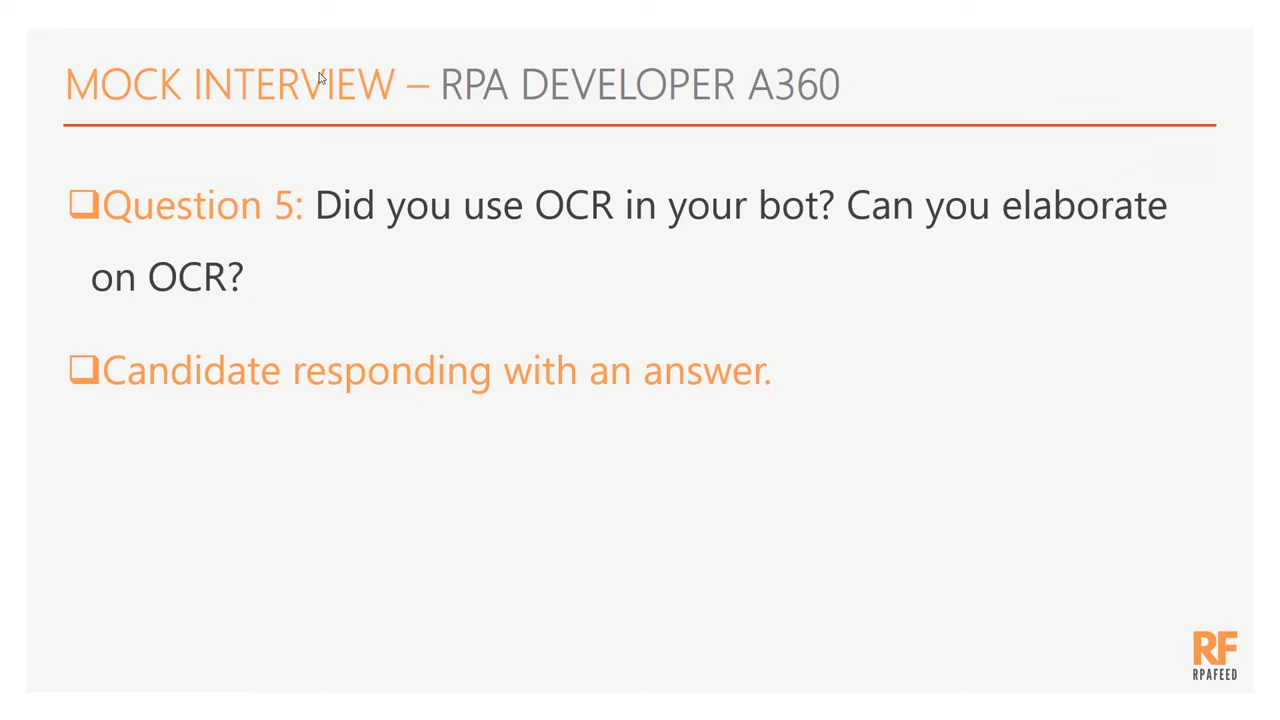 MOCK INTERVIEW – RPA DEVELOPER A360
❑Question 5: Did you use OCR in your bot? Can you elaborate
on OCR?
❑Candidate responding with an answer.
RF
RPAFEED